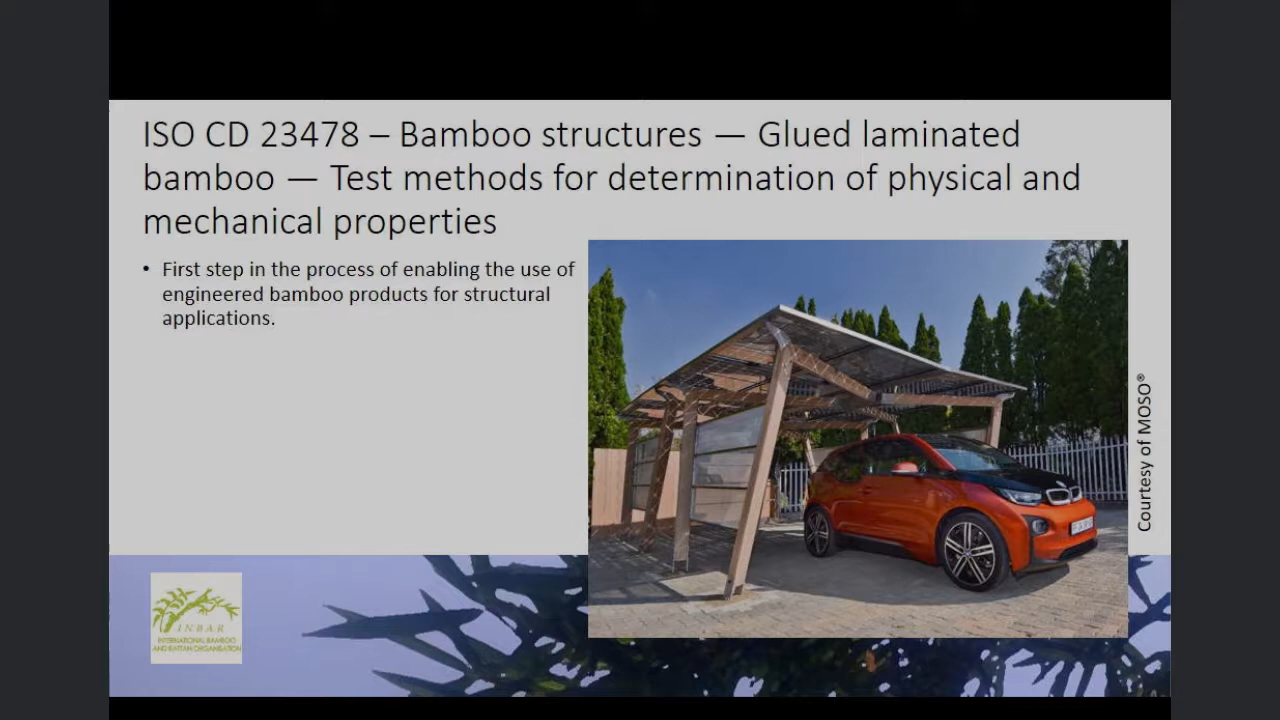 ISO CD 23478 – Bamboo structures — Glued laminated
bamboo — Test methods for determination of physical and
mechanical properties
• First step in the process of enabling the use of
engineered bamboo products for structural
applications.
Courtesy of MOSO®
INBAR
INTERNATIONAL BAMBOO
AND RATTAN ORGANISATION